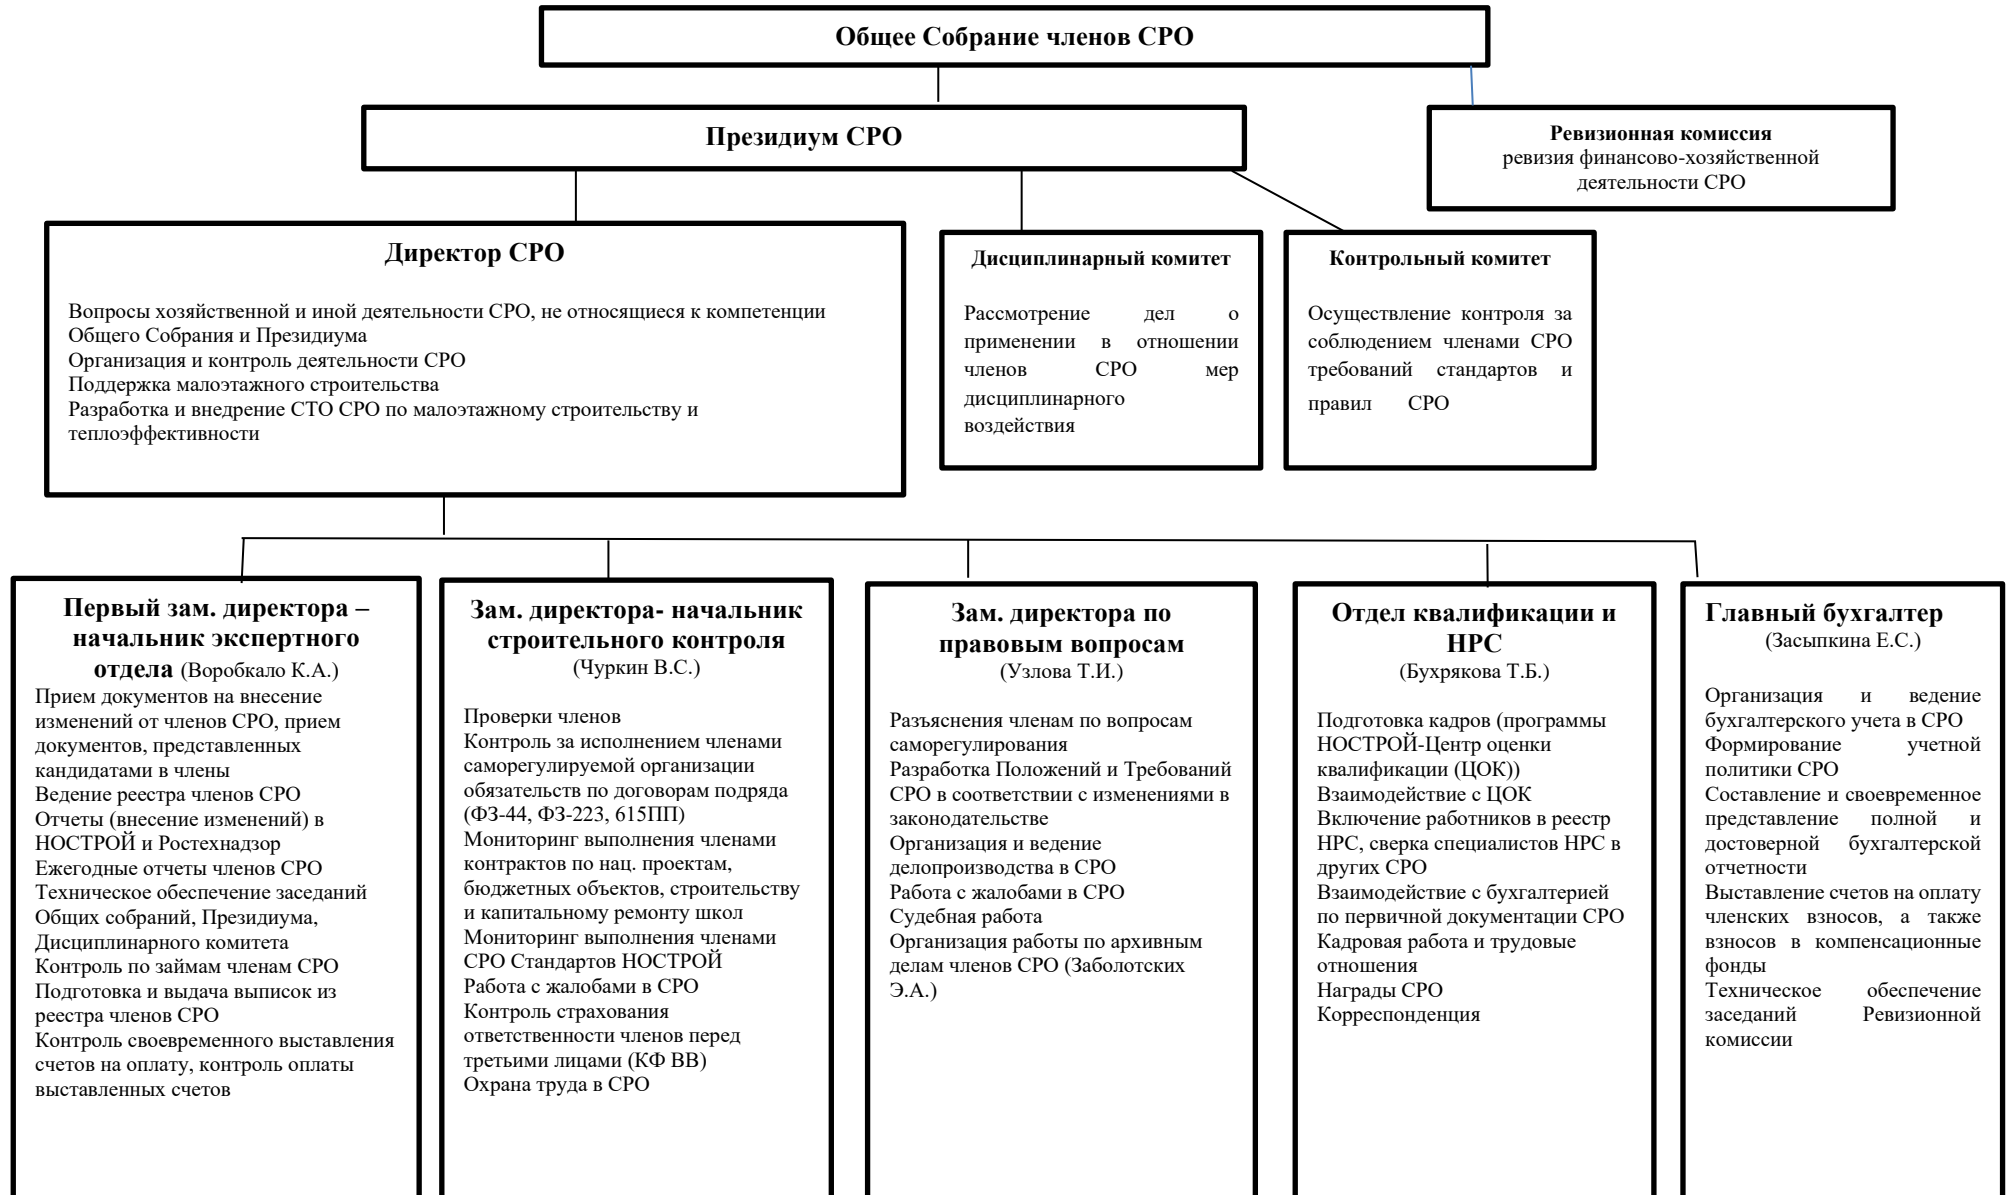 Общее Собрание членов СРО
Президиум СРО
Ревизионная комиссия
ревизия финансово-хозяйственной
деятельности СРО
Директор СРО
Вопросы хозяйственной и иной деятельности СРО, не относящиеся к компетенции
Общего Собрания и Президиума
Организация и контроль деятельности СРО
Поддержка малоэтажного строительства
Разработка и внедрение СТО СРО по малоэтажному строительству и
теплоэффективности
Дисциплинарный комитет
Рассмотрение дел о
применении в отношении
членов СРО мер
дисциплинарного
воздействия
Контрольный комитет
Осуществление контроля за
соблюдением членами СРО
требований стандартов и
правил СРО
Первый зам. директора –
начальник экспертного
отдела (Воробкало К.А.)
Прием документов на внесение
изменений от членов СРО, прием
документов, представленных
кандидатами в члены
Ведение реестра членов СРО
Отчеты (внесение изменений) в
НОСТРОЙ и Ростехнадзор
Ежегодные отчеты членов СРО
Техническое обеспечение заседаний
Общих собраний, Президиума,
Дисциплинарного комитета
Контроль по займам членам СРО
Подготовка и выдача выписок из
реестра членов СРО
Контроль своевременного выставления
счетов на оплату, контроль оплаты
выставленных счетов
Зам. директора- начальник
строительного контроля
(Чуркин В.С.)
Проверки членов
Контроль за исполнением членами
саморегулируемой организации
обязательств по договорам подряда
(ФЗ-44, ФЗ-223, 615ПП)
Мониторинг выполнения членами
контрактов по нац. проектам,
бюджетных объектов, строительству
и капитальному ремонту школ
Мониторинг выполнения членами
СРО Стандартов НОСТРОЙ
Работа с жалобами в СРО
Контроль страхования
ответственности членов перед
третьими лицами (КФ ВВ)
Охрана труда в СРО
Зам. директора по
правовым вопросам
(Узлова Т.И.)
Разъяснения членам по вопросам
саморегулирования
Разработка Положений и Требований
СРО в соответствии с изменениями в
законодательстве
Организация и ведение
делопроизводства в СРО
Работа с жалобами в СРО
Судебная работа
Организация работы по архивным
делам членов СРО (Заболотских
Э.А.)
Отдел квалификации и
НРС
(Бухрякова Т.Б.)
Подготовка кадров (программы
НОСТРОЙ-Центр оценки
квалификации (ЦОК))
Взаимодействие с ЦОК
Включение работников в реестр
НРС, сверка специалистов НРС в
других СРО
Взаимодействие с бухгалтерией
по первичной документации СРО
Кадровая работа и трудовые
отношения
Награды СРО
Корреспонденция
Главный бухгалтер
(Засыпкина Е.С.)
Организация и ведение
бухгалтерского учета в СРО
Формирование учетной
политики СРО
Составление и своевременное
представление полной и
достоверной бухгалтерской
отчетности
Выставление счетов на оплату
членских взносов, а также
взносов в компенсационные
фонды
Техническое обеспечение
заседаний Ревизионной
комиссии